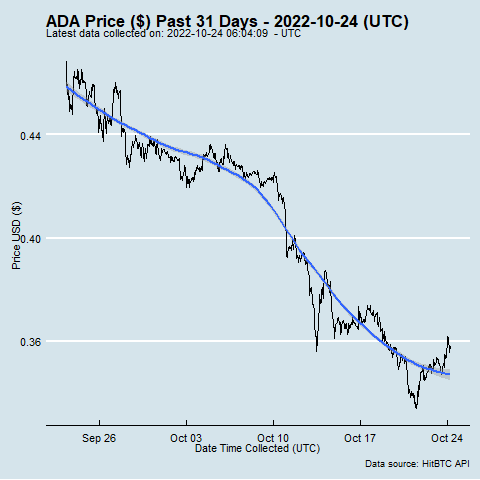 ADA Price ($) Past 31 Days - 2022-10-24 (UTC)
Latest data collected on: 2022-10-24 06:04:09 - UTC
0.44
0.40
0.36
Price USD ($)
Sep 26
Oct 03
Oct 10
Oct 17
Oct 24
Date Time Collected (UTC)
Data source: HitBTC API